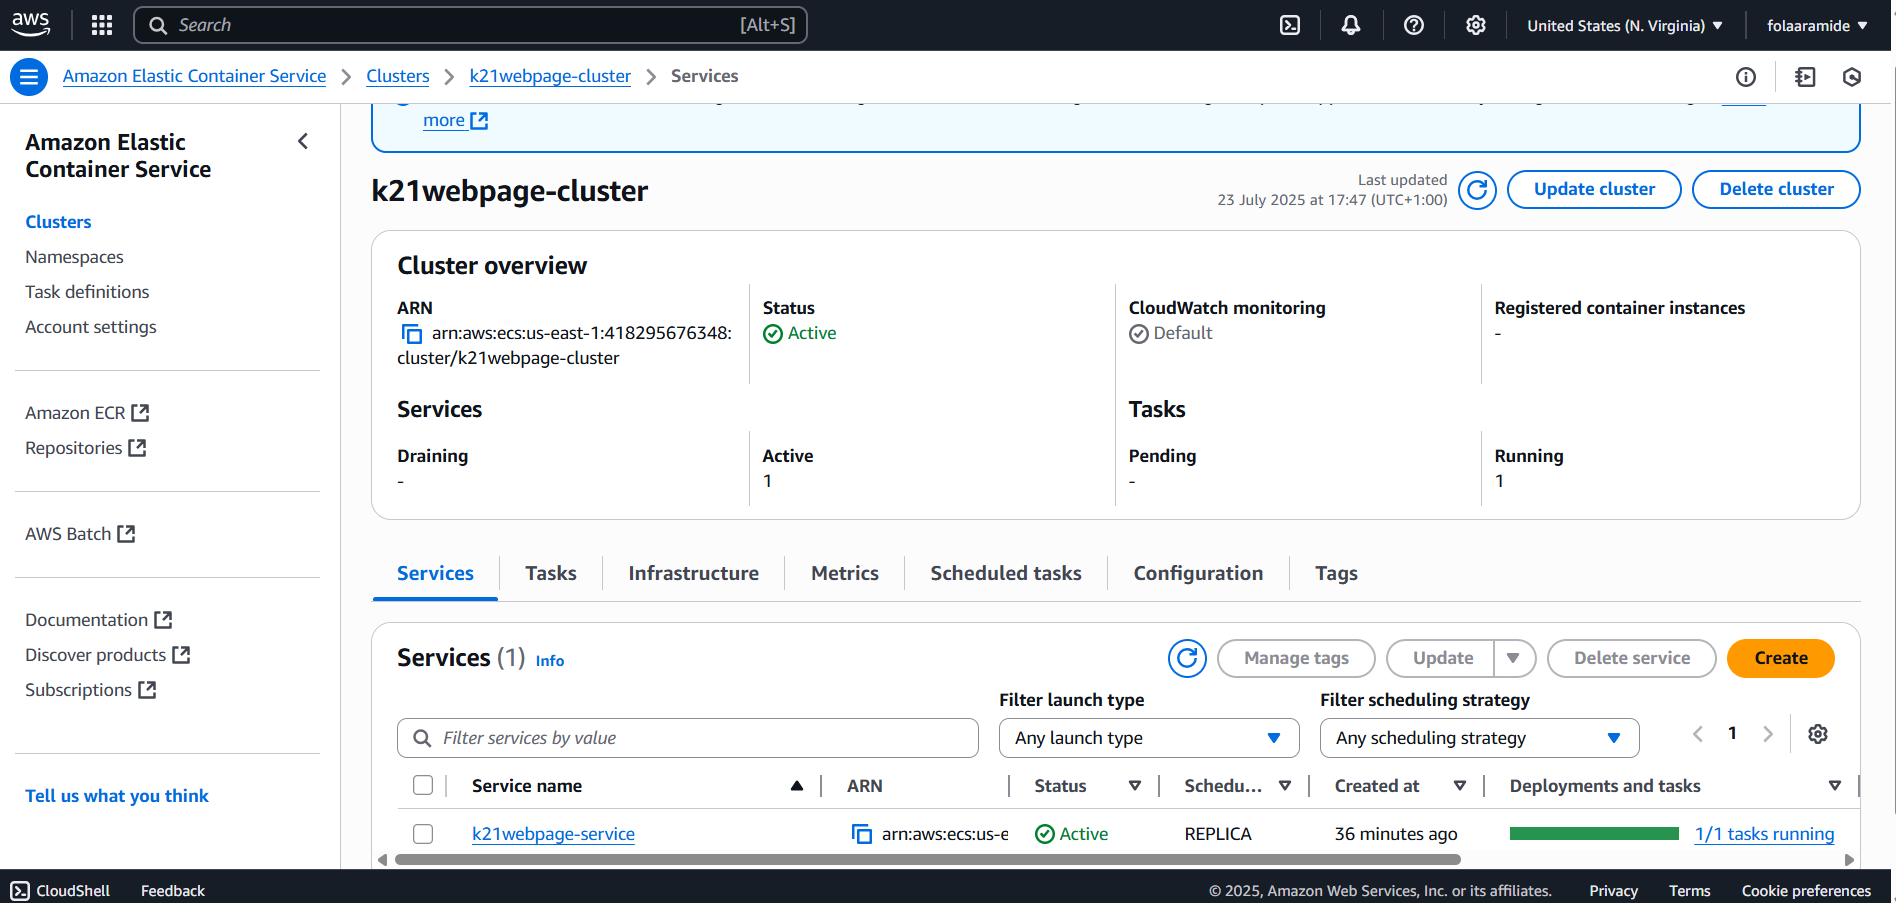 aws
Search [Alt+S]
United States (N. Virginia) folaaramide
Amazon Elastic Container Service Clusters k21webpage-cluster Services
Amazon Elastic
Container Service
Clusters
Namespaces
Task definitions
Account settings
Amazon ECR
Repositories
AWS Batch
Documentation
Discover products
Subscriptions
Tell us what you think
more
k21webpage-cluster
Last updated
23 July 2025 at 17:47 (UTC+1:00)
Update cluster
Delete cluster
Cluster overview
ARN
arn:aws:ecs:us-east-1:418295676348:
cluster/k21webpage-cluster
Status
Active
CloudWatch monitoring
Default
Registered container instances
-
Services
Draining
-
Active
1
Tasks
Pending
-
Running
1
Services Tasks Infrastructure Metrics Scheduled tasks Configuration Tags
Services (1) Info
Manage tags
Update
Delete service
Create
Filter services by value
Filter launch type
Any launch type
Filter scheduling strategy
Any scheduling strategy
1
Service name ARN Status Schedu... Created at Deployments and tasks
k21webpage-service arn:aws:ecs:us-e Active REPLICA 36 minutes ago 1/1 tasks running
CloudShell Feedback © 2025, Amazon Web Services, Inc. or its affiliates. Privacy Terms Cookie preferences